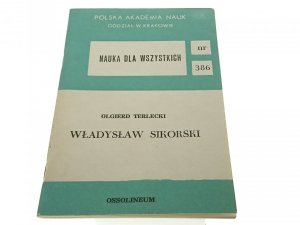 POLSKA AKADEMIA NAUK
ODDZIAŁ W KRAKOWIE
NAUKA DLA WSZYSTKICH
nr
386
OLGIERD TERLECKI
WŁADYSŁAW SIKORSKI
OSSOLINEUM